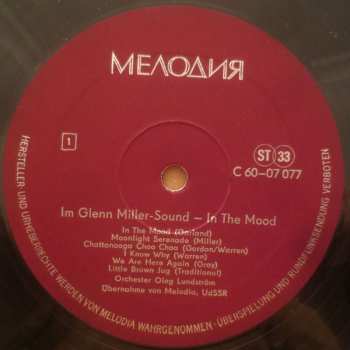 МЕЛОДИЯ
1
ST 33
C 60-07 077
Im Glenn Miller-Sound – In The Mood
In The Mood (Garland)
Moonlight Serenade (Miller)
Chattanooga Choo Choo (Gordon/Warren)
I Know Why (Warren)
We Are Here Again (Gray)
Little Brown Jug (Traditional)
Orchester Oleg Lundström
Übernahme von Melodia, UdSSR
HERSTELLER- UND URHEBERRECHTE WERDEN VON MELODIA WAHRGENOMMEN · ÜBERSPIELUNG UND RUNDFUNKSENDUNG VERBOTEN